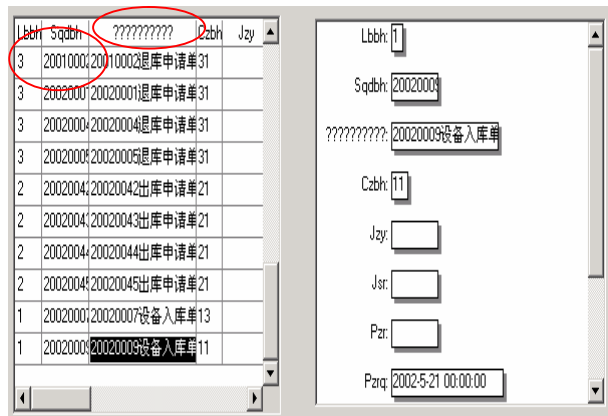 Lbbh Sqdbh ?????????? Czbh Jzy
3 20010002 20010002退库申请单 31
3 20020001 20020001退库申请单 31
3 20020004 20020004退库申请单 31
3 20020005 20020005退库申请单 31
2 20020042 20020042出库申请单 21
2 20020043 20020043出库申请单 21
2 20020044 20020044出库申请单 21
2 20020045 20020045出库申请单 21
1 20020007 20020007设备入库单 13
1 20020009 20020009设备入库单 11
Lbbh: 1
Sqdbh: 20020009
??????????: 20020009设备入库单
Czbh: 11
Jzy:
Jsr:
Pzr:
Pzrq: 2002-5-21 00:00:00